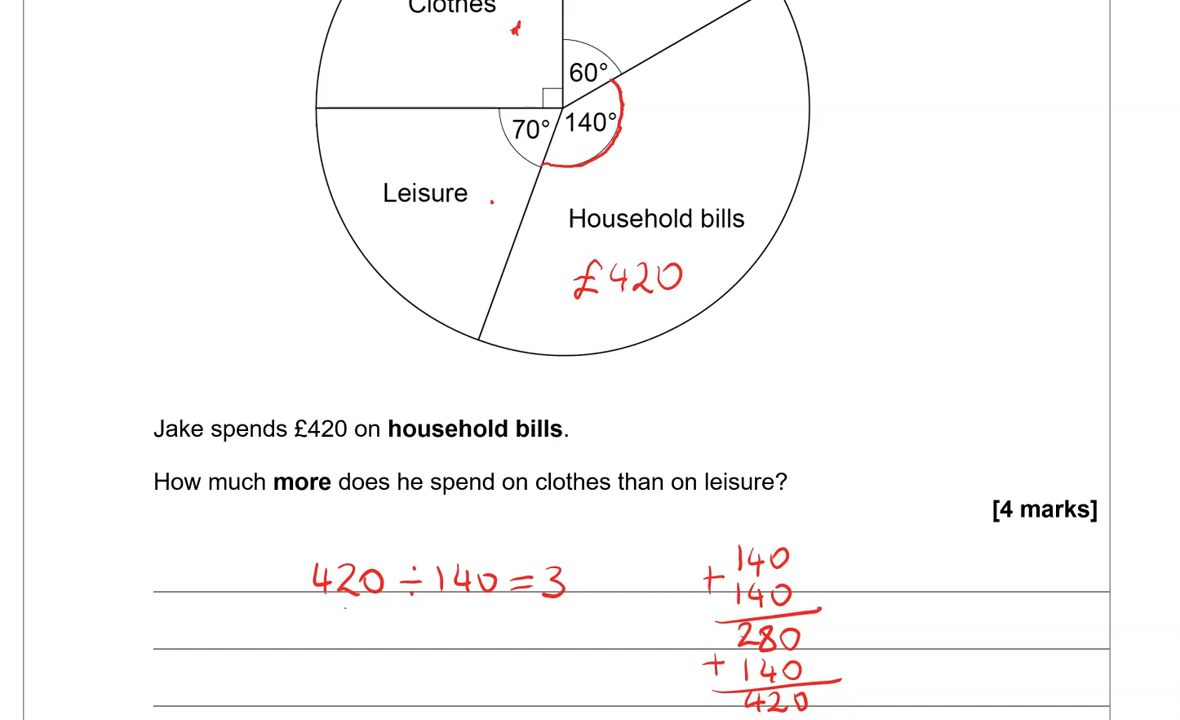 Clothes
60°
70°
140°
Leisure
Household bills
£420
Jake spends £420 on household bills.
How much more does he spend on clothes than on leisure?
[4 marks]
420 ÷ 140 = 3
140
+ 140
280
+ 140
420